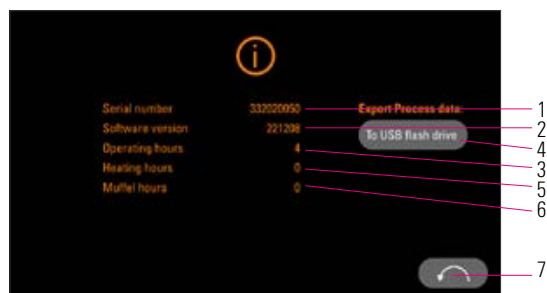 i
Serial number 332020050 Export Process data: 1
Software version 221208 To USB flash drive 2
4
Operating hours 4 3
Heating hours 0 5
Muffel hours 0 6
7